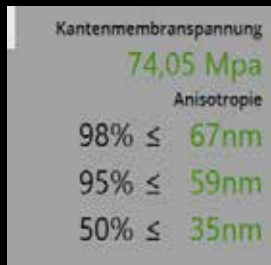 Kantenmembranspannung
74,05 Mpa
Anisotropie
98% ≤ 67nm
95% ≤ 59nm
50% ≤ 35nm